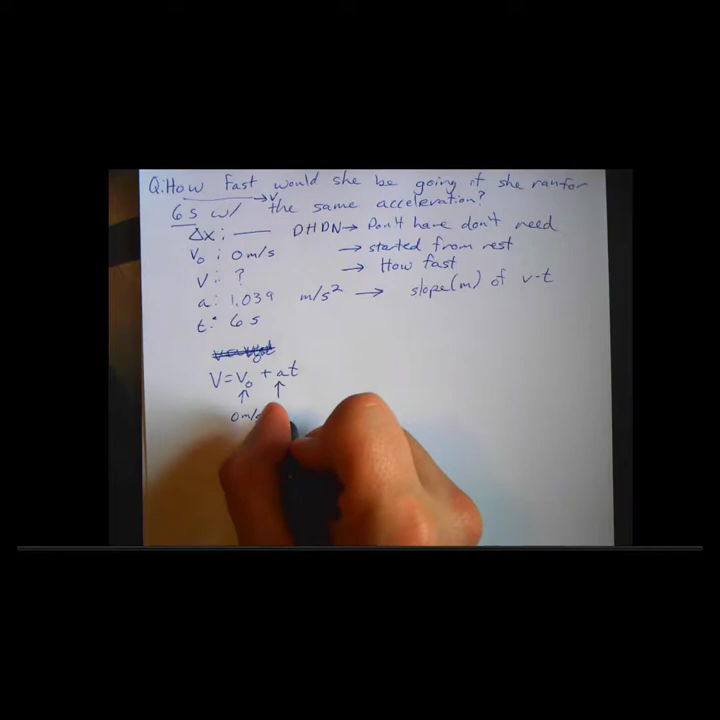 Q: How Fast would she be going if she ran for
6 s w/ the same acceleration?
V
Δx: — DHDN → Don't have don't need
V₀: 0 m/s → started from rest
V: ? → How fast
a: 1.039 m/s² → slope(m) of v-t
t: 6 s
V = V₀ + at
↑ ↑
0 m/s